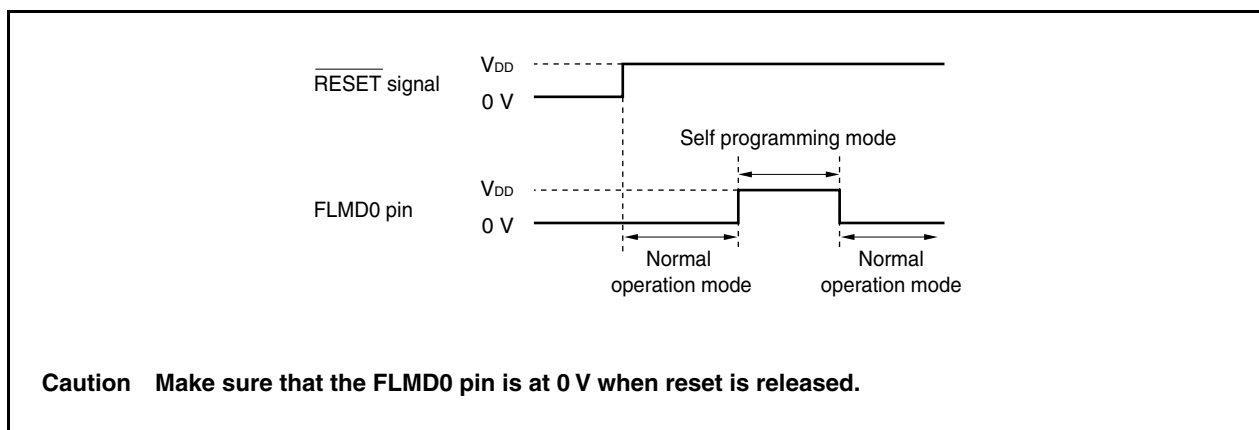 VDD
RESET signal
0 V
Self programming mode
VDD
FLMD0 pin
0 V
Normal operation mode
Normal operation mode
Caution Make sure that the FLMD0 pin is at 0 V when reset is released.